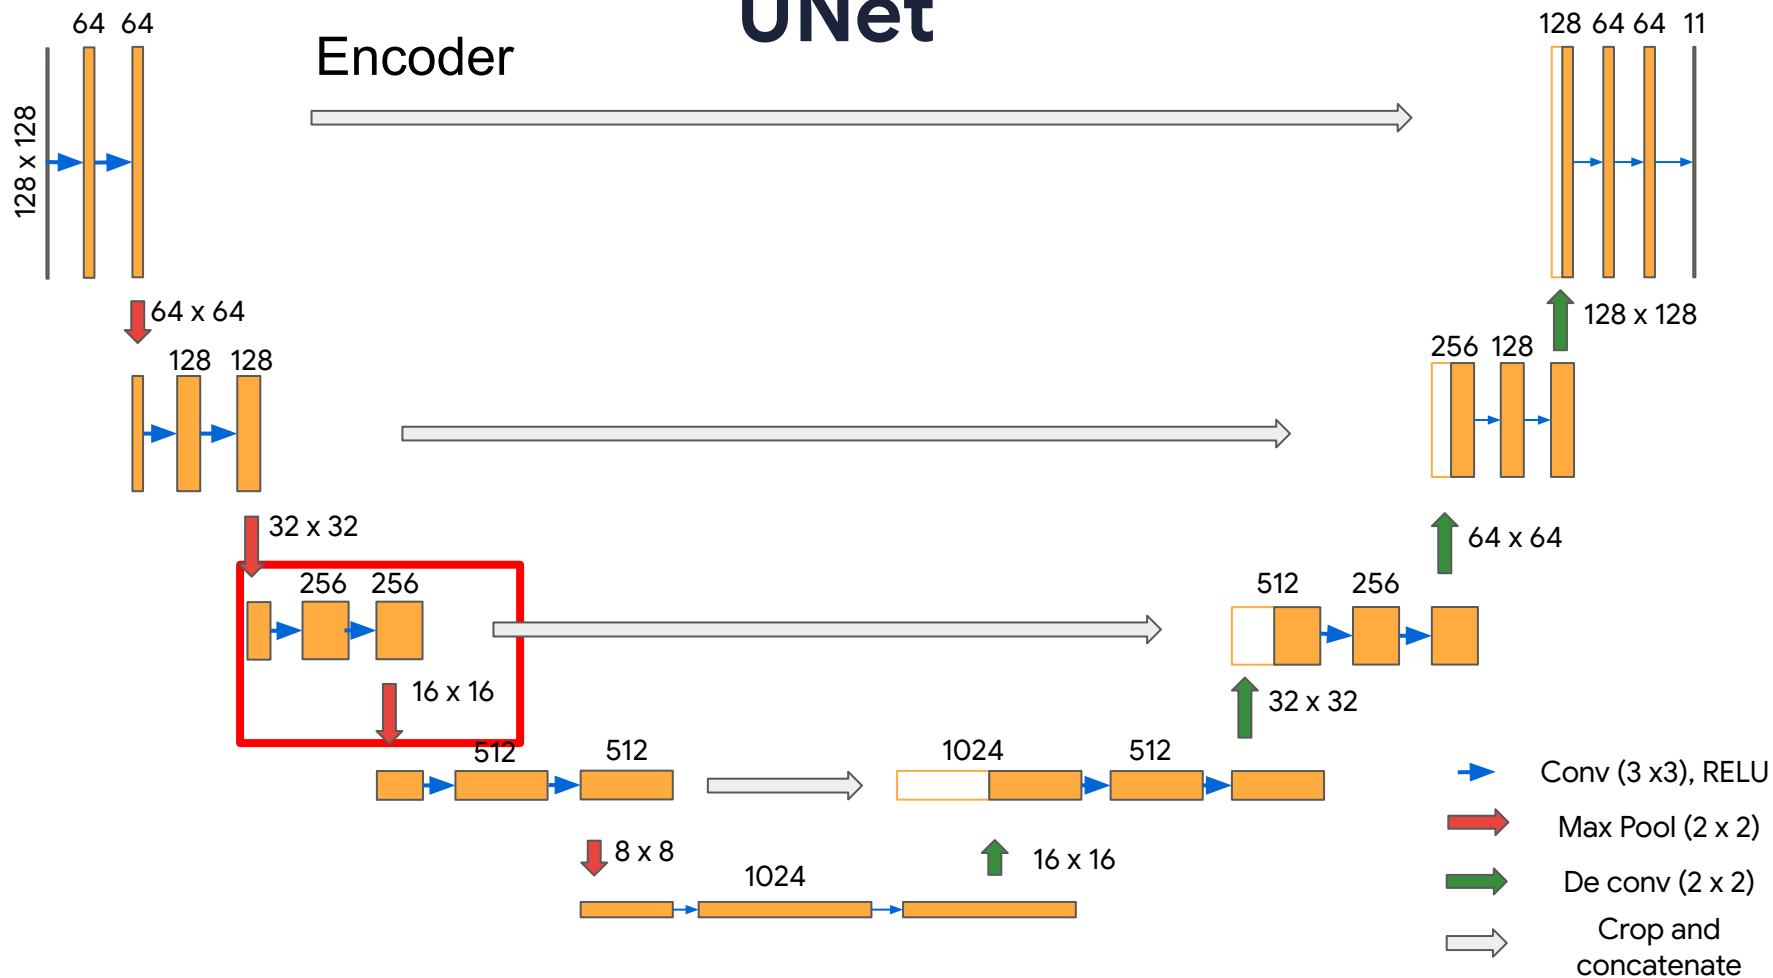 UNet
Encoder
64 64
128 64 64 11
128 x 128
64 x 64
128 x 128
128 128
256 128
32 x 32
64 x 64
256 256
512 256
16 x 16
32 x 32
512 512
1024 512
8 x 8
16 x 16
1024
Conv (3 x3), RELU
Max Pool (2 x 2)
De conv (2 x 2)
Crop and
concatenate